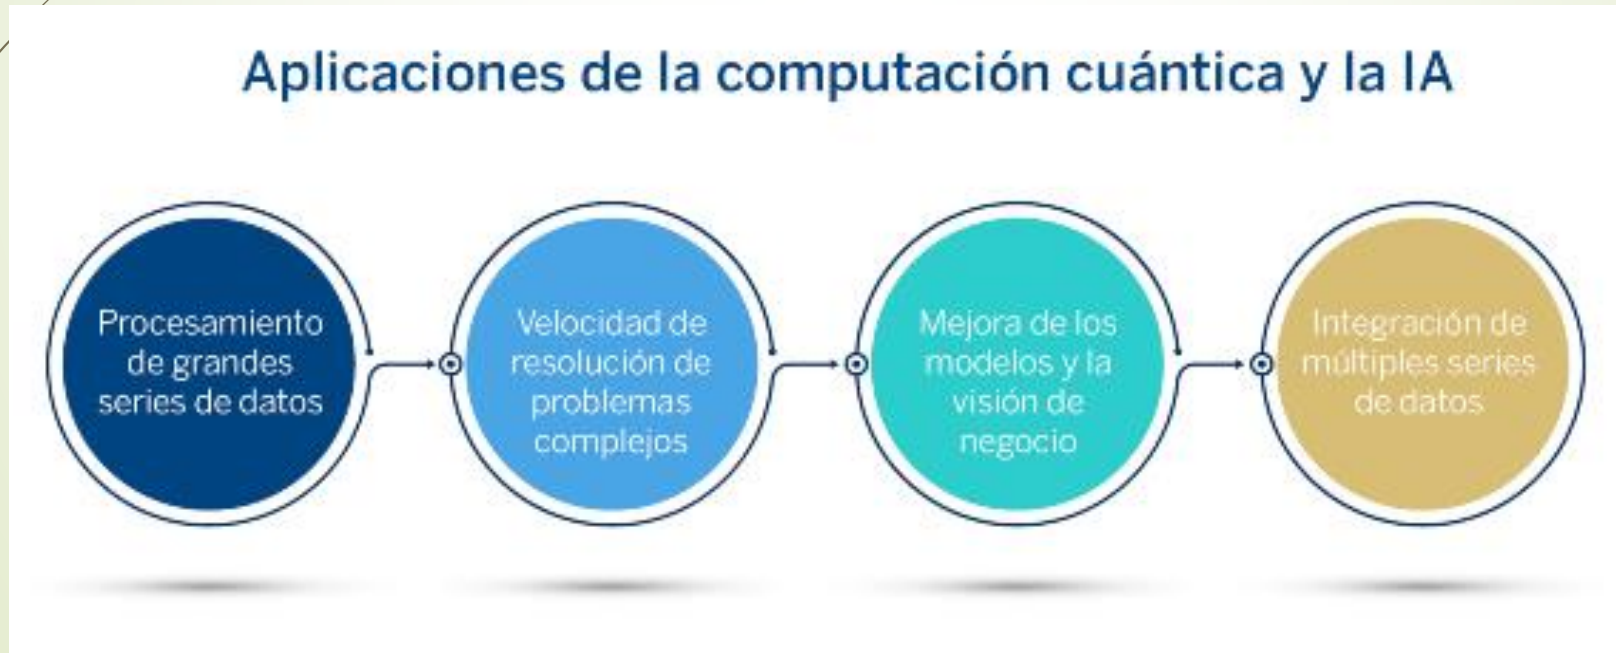 Aplicaciones de la computación cuántica y la IA
Procesamiento
de grandes
series de datos
Velocidad de
resolución de
problemas
complejos
Mejora de los
modelos y la
visión de
negocio
Integración de
múltiples series
de datos